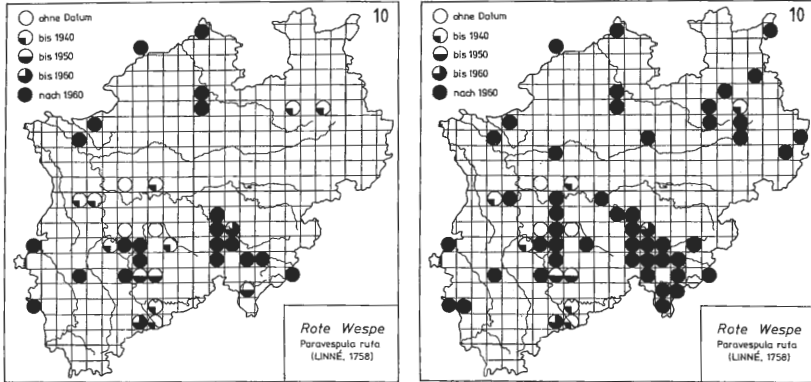 10
ohne Datum
bis 1940
bis 1950
bis 1960
nach 1960
Rote Wespe
Paravespula rufa
(LINNÉ, 1758)
10
ohne Datum
bis 1940
bis 1950
bis 1960
nach 1960
Rote Wespe
Paravespula rufa
(LINNÉ, 1758)